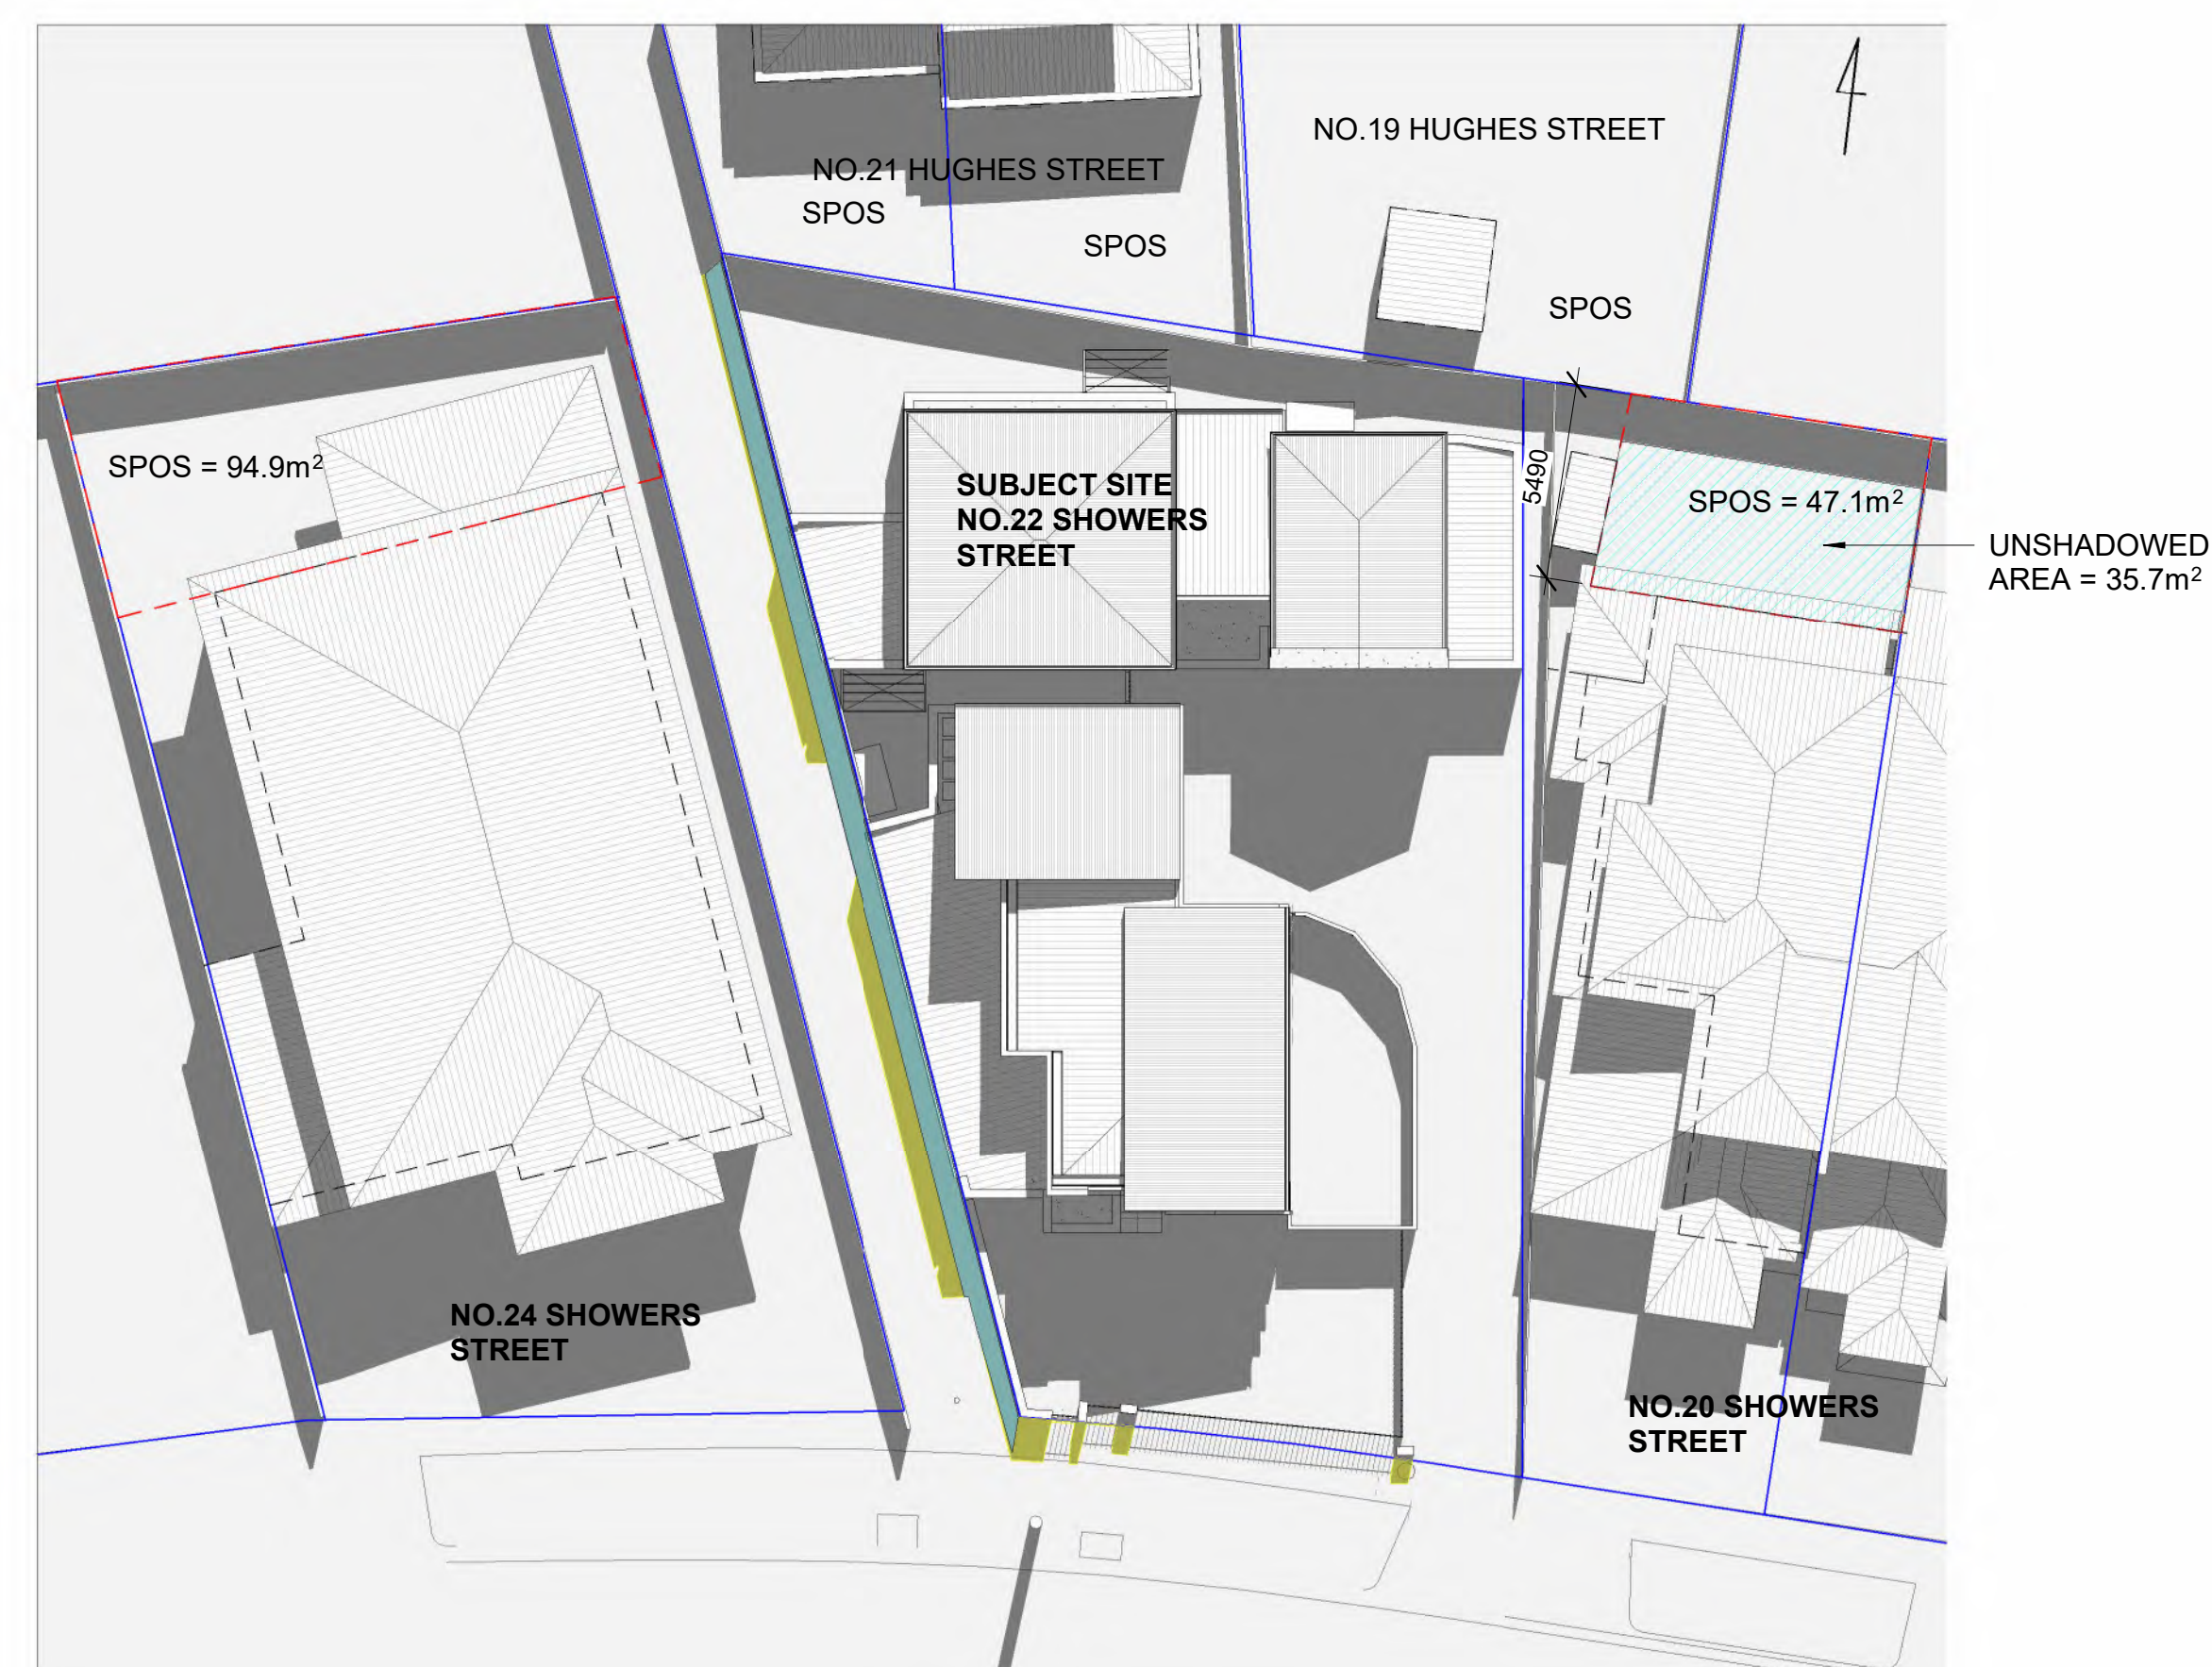 NO.19 HUGHES STREET
NO.21 HUGHES STREET
SPOS
SPOS
SPOS
SPOS = 94.9m²
SUBJECT SITE
NO.22 SHOWERS
STREET
5490
SPOS = 47.1m²
UNSHADOWED
AREA = 35.7m²
NO.24 SHOWERS
STREET
NO.20 SHOWERS
STREET